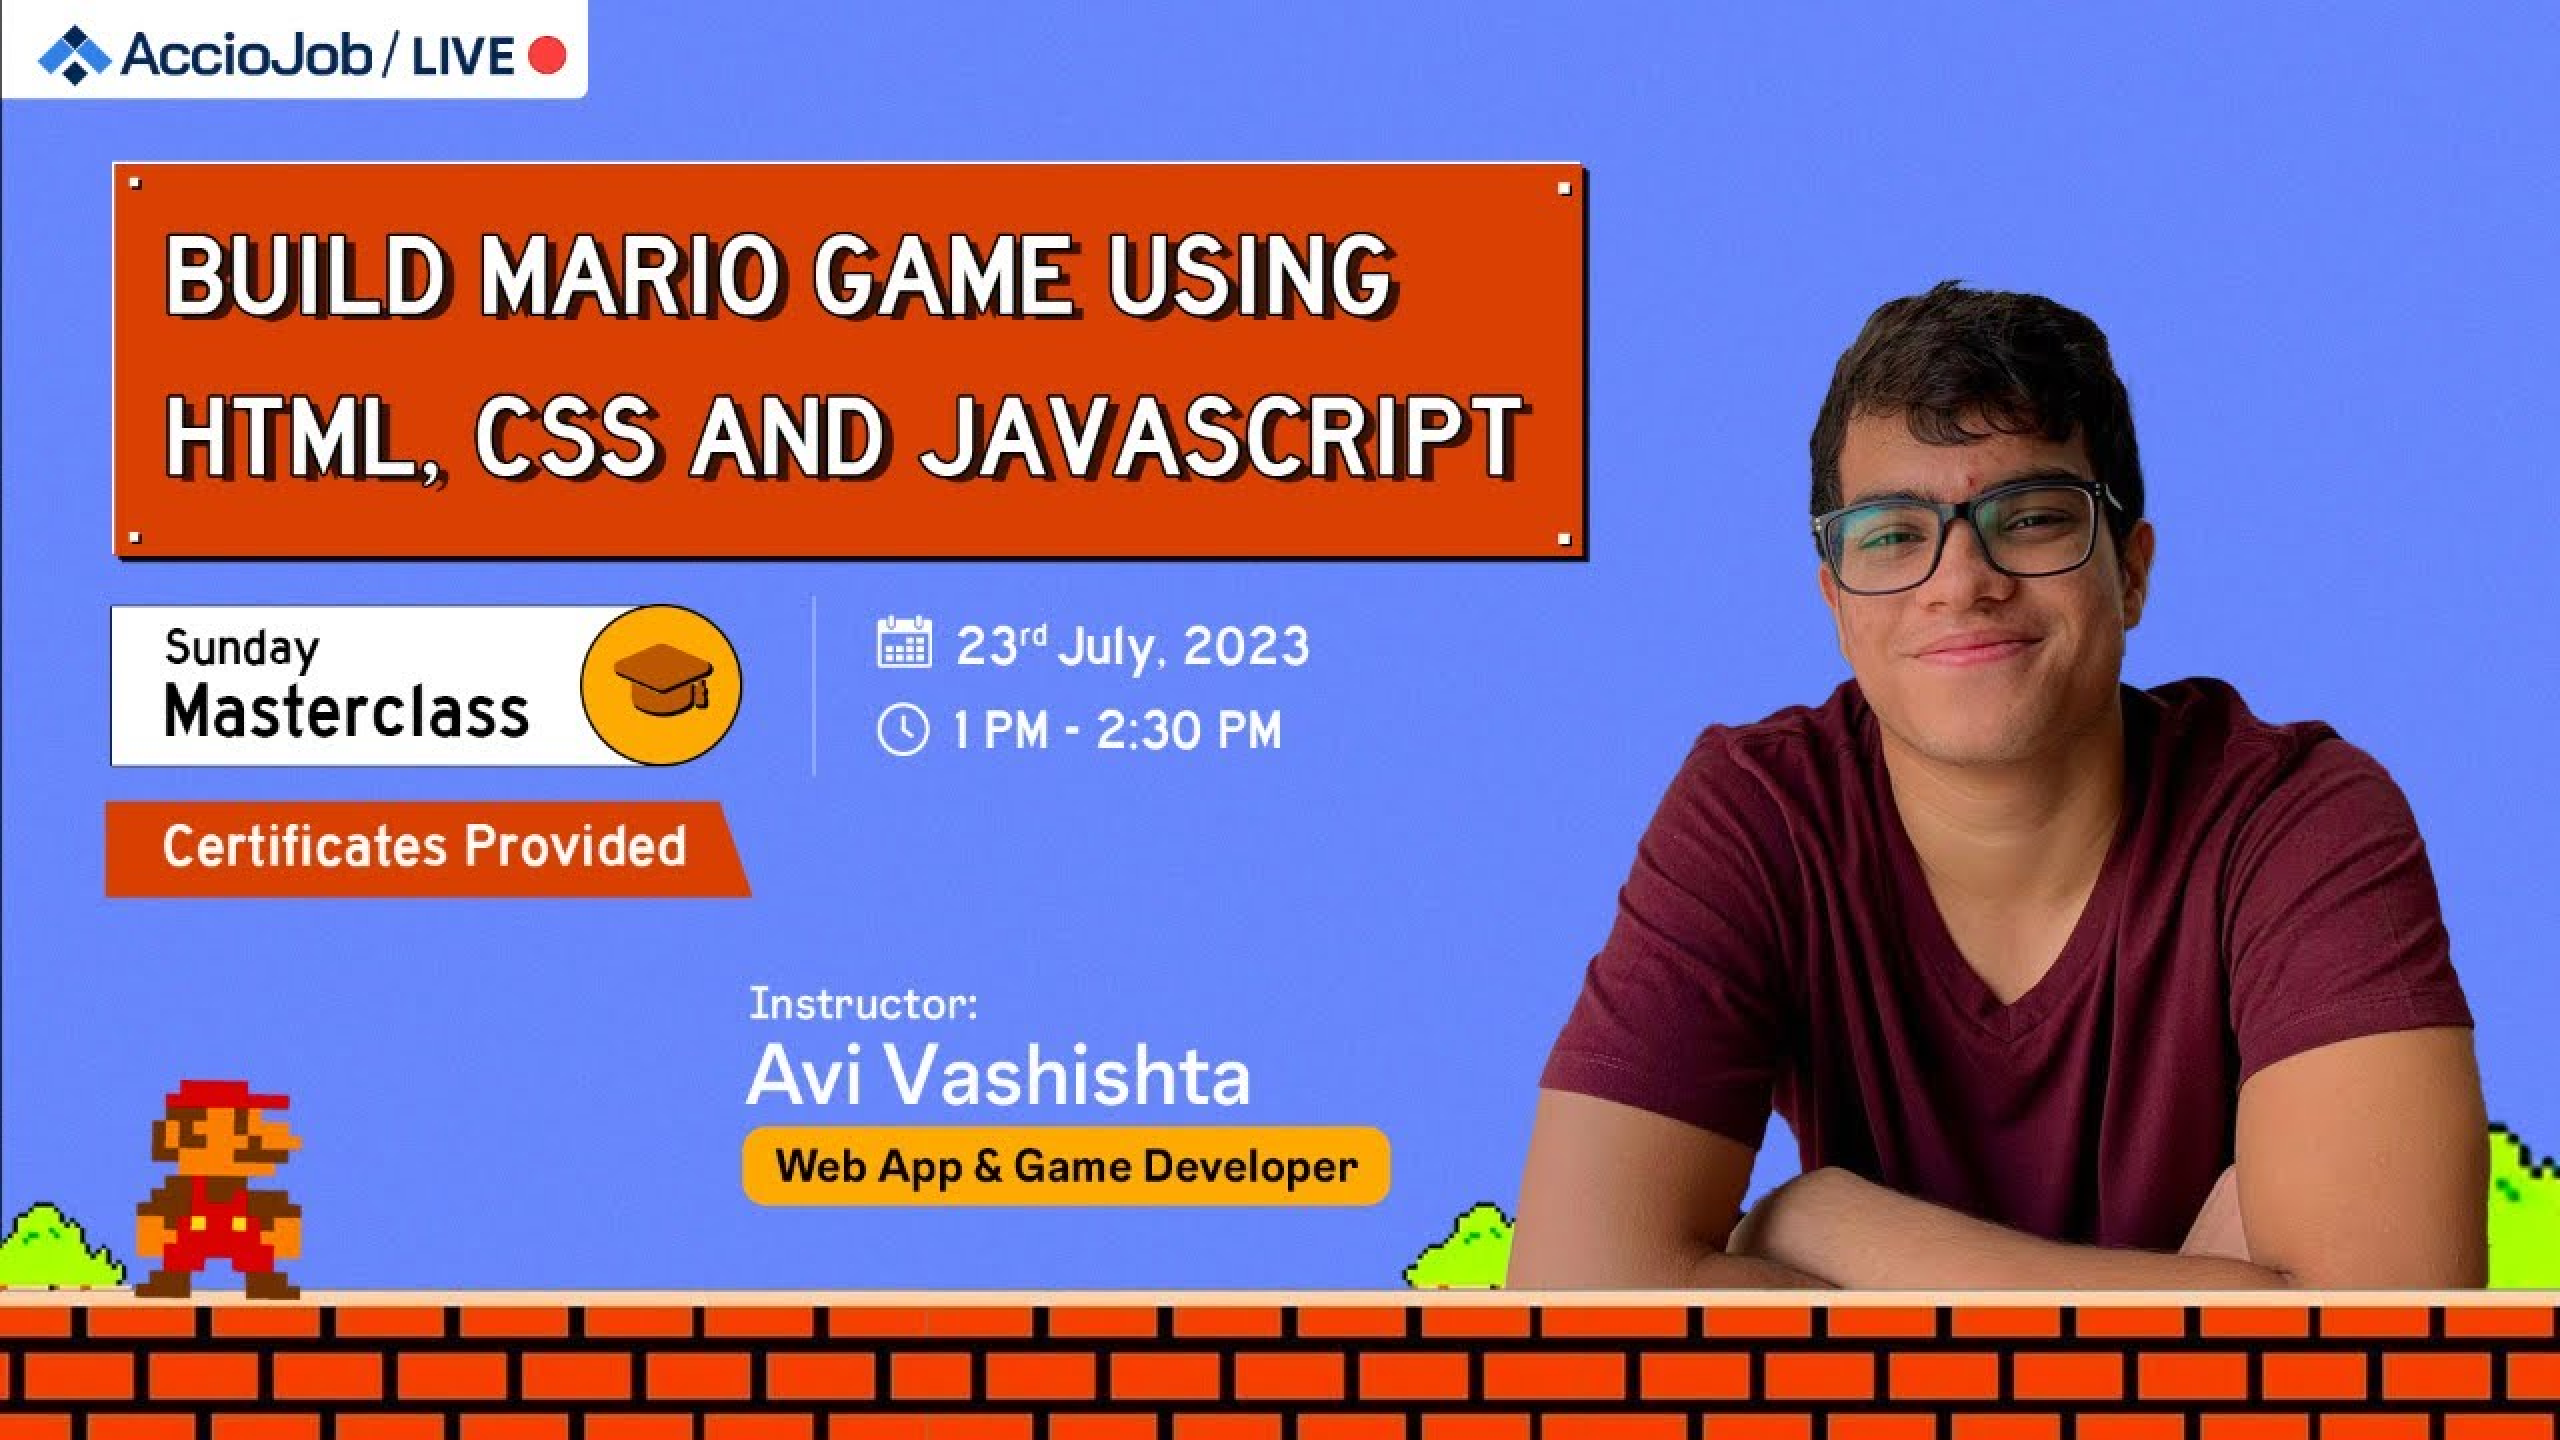 AccioJob / LIVE
BUILD MARIO GAME USING
HTML, CSS AND JAVASCRIPT
Sunday
Masterclass
23rd July, 2023
1 PM - 2:30 PM
Certificates Provided
Instructor:
Avi Vashishta
Web App & Game Developer